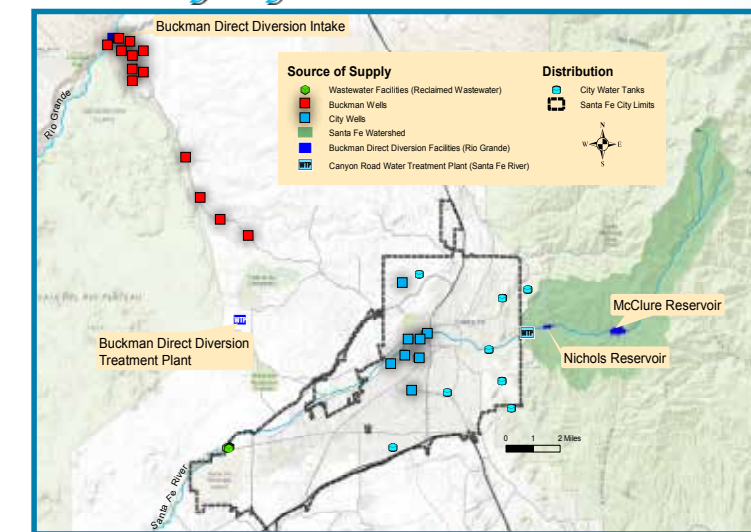 Buckman Direct Diversion Intake
Source of Supply
Wastewater Facilities (Reclaimed Wastewater)
Buckman Wells
City Wells
Santa Fe Watershed
Buckman Direct Diversion Facilities (Rio Grande)
WTP
Canyon Road Water Treatment Plant (Santa Fe River)
Distribution
City Water Tanks
Santa Fe City Limits
N
W
E
S
Rio Grande
McClure Reservoir
WTP
WTP
Buckman Direct Diversion
Treatment Plant
Nichols Reservoir
0 1 2 Miles
Santa Fe River